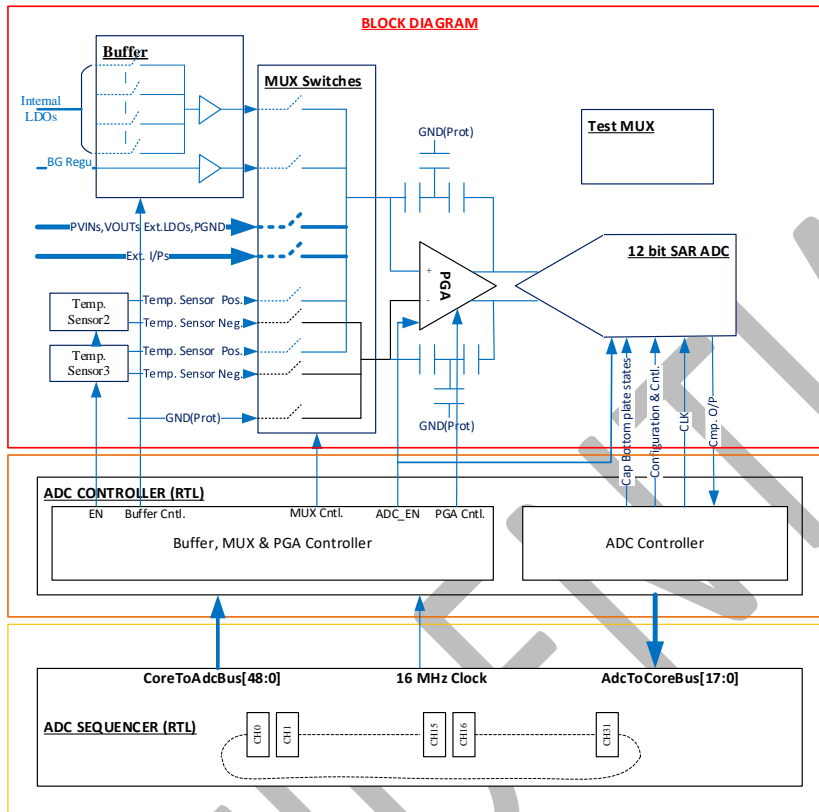 BLOCK DIAGRAM
Buffer
MUX Switches
Internal
LDOs
BG Regu
GND(Prot)
Test MUX
PVINs,VOUTs Ext.LDOs,PGND
Ext. I/Ps
12 bit SAR ADC
+
PGA
-
Temp.
Sensor2
Temp. Sensor Pos.
Temp. Sensor Neg.
Temp.
Sensor3
Temp. Sensor Pos.
Temp. Sensor Neg.
GND(Prot)
GND(Prot)
Cap Bottom plate states
Configuration & Cntl.
CLK
Cmp. O/P
ADC CONTROLLER (RTL)
EN
Buffer Cntl.
MUX Cntl.
ADC_EN
PGA Cntl.
Buffer, MUX & PGA Controller
ADC Controller
CoreToAdcBus[48:0]
16 MHz Clock
AdcToCoreBus[17:0]
ADC SEQUENCER (RTL)
CH0
CH1
CH15
CH16
CH31